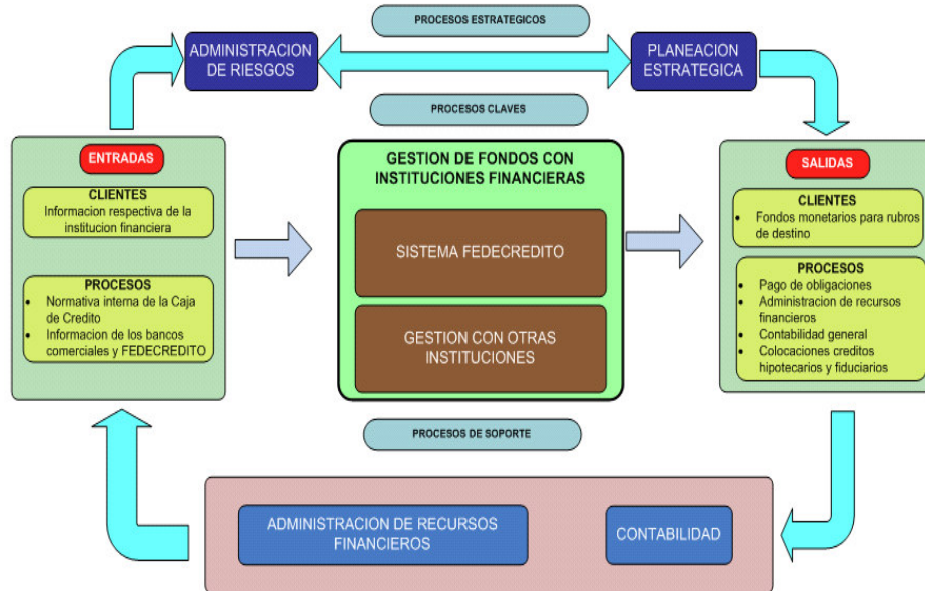 PROCESOS ESTRATEGICOS
ADMINISTRACION
DE RIESGOS
PLANEACION
ESTRATEGICA
PROCESOS CLAVES
ENTRADAS
CLIENTES
Informacion respectiva de la
institucion financiera
PROCESOS
• Normativa interna de la Caja
de Credito
• Informacion de los bancos
comerciales y FEDECREDITO
GESTION DE FONDOS CON
INSTITUCIONES FINANCIERAS
SISTEMA FEDECREDITO
GESTION CON OTRAS
INSTITUCIONES
SALIDAS
CLIENTES
• Fondos monetarios para rubros
de destino
PROCESOS
• Pago de obligaciones
• Administracion de recursos
financieros
• Contabilidad general
• Colocaciones creditos
hipotecarios y fiduciarios
PROCESOS DE SOPORTE
ADMINISTRACION DE RECURSOS
FINANCIEROS
CONTABILIDAD